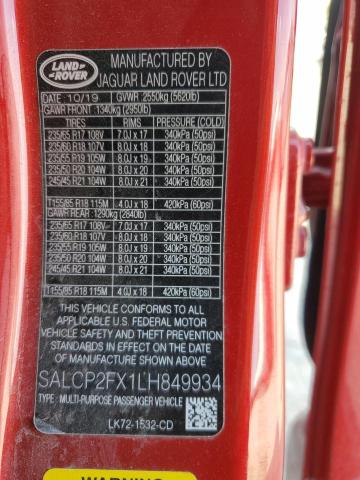 LAND ROVER
MANUFACTURED BY
JAGUAR LAND ROVER LTD
DATE : 10/19 GVWR: 2550kg (5620lb)
GAWR FRONT : 1340kg (2950lb)
TIRES RIMS PRESSURE (COLD)
235/65 R17 108V 7.0J x 17 340kPa (50psi)
235/60 R18 107V 8.0J x 18 340kPa (50psi)
235/55 R19 105W 8.0J x 19 340kPa (50psi)
235/50 R20 104W 8.0J x 20 340kPa (50psi)
245/45 R21 104W 8.0J x 21 340kPa (50psi)
T155/85 R18 115M 4.0J x 18 420kPa (60psi)
GAWR REAR: 1290kg (2840lb)
235/65 R17 108V 7.0J x 17 340kPa (50psi)
235/60 R18 107V 8.0J x 18 340kPa (50psi)
235/55 R19 105W 8.0J x 19 340kPa (50psi)
235/50 R20 104W 8.0J x 20 340kPa (50psi)
245/45 R21 104W 8.0J x 21 340kPa (50psi)
T155/85 R18 115M 4.0J x 18 420kPa (60psi)
THIS VEHICLE CONFORMS TO ALL
APPLICABLE U.S. FEDERAL MOTOR
VEHICLE SAFETY AND THEFT PREVENTION
STANDARDS IN EFFECT ON THE DATE OF
MANUFACTURE SHOWN ABOVE.
SALCP2FX1LH849934
TYPE : MULTI-PURPOSE PASSENGER VEHICLE
LK72-1532-CD
WARNING